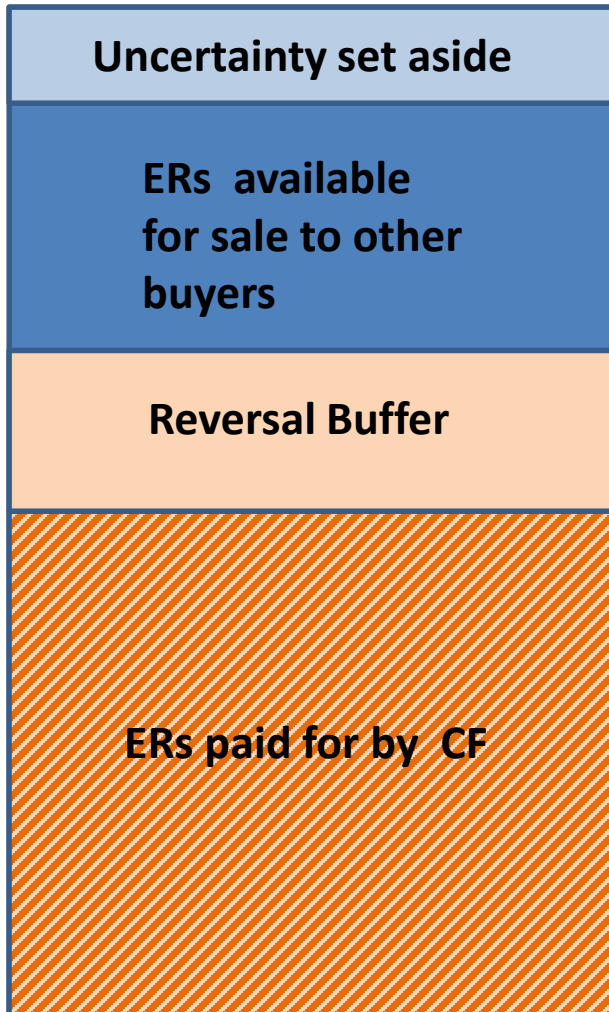 Uncertainty set aside
ERs available
for sale to other
buyers
Reversal Buffer
ERs paid for by CF